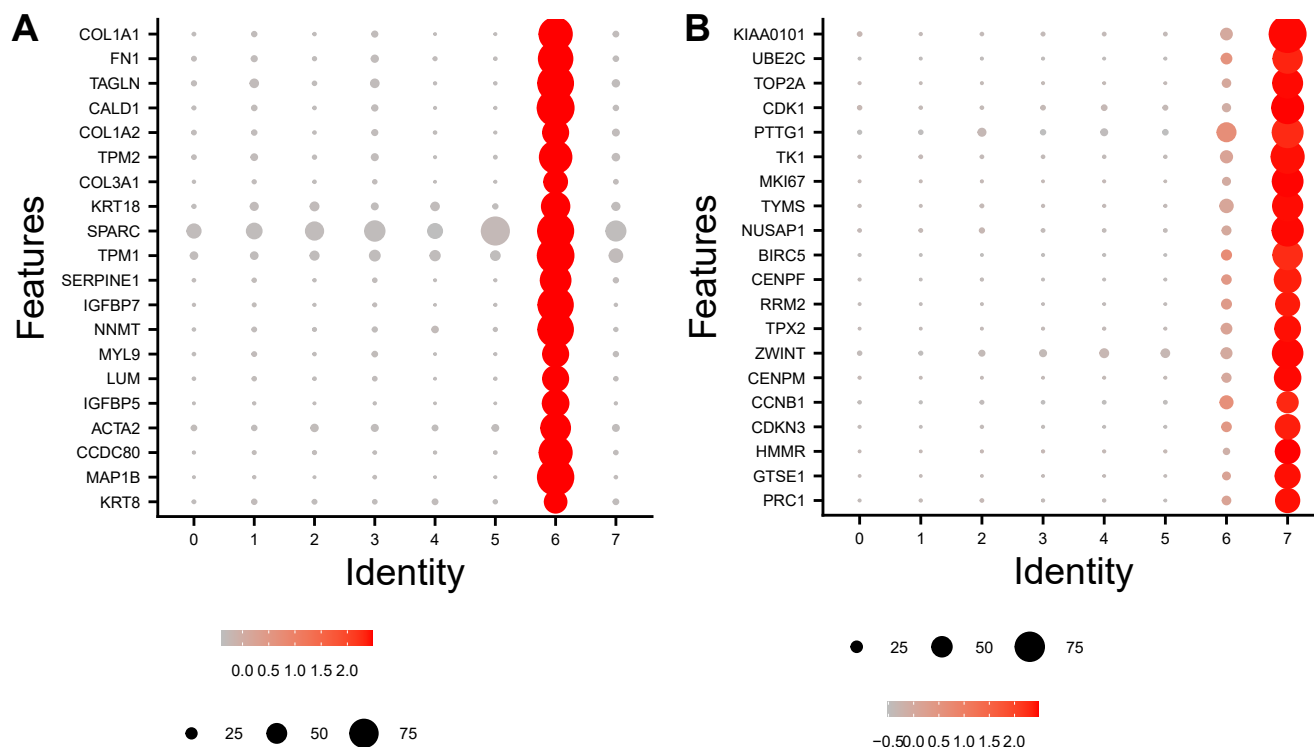 A
COL1A1
FN1
TAGLN
CALD1
COL1A2
TPM2
COL3A1
KRT18
SPARC
TPM1
SERPINE1
IGFBP7
NNMT
MYL9
LUM
IGFBP5
ACTA2
CCDC80
MAP1B
KRT8
Features
0 1 2 3 4 5 6 7
Identity
0.0 0.5 1.0 1.5 2.0
25 50 75
B
KIAA0101
UBE2C
TOP2A
CDK1
PTTG1
TK1
MKI67
TYMS
NUSAP1
BIRC5
CENPF
RRM2
TPX2
ZWINT
CENPM
CCNB1
CDKN3
HMMR
GTSE1
PRC1
Features
0 1 2 3 4 5 6 7
Identity
25 50 75
−0.5 0.0 0.5 1.0 1.5 2.0